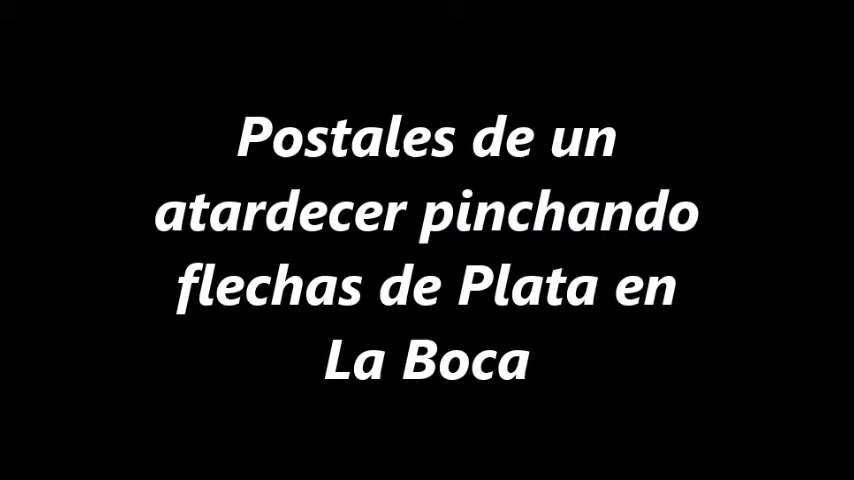 Postales de un
atardecer pinchando
flechas de Plata en
La Boca